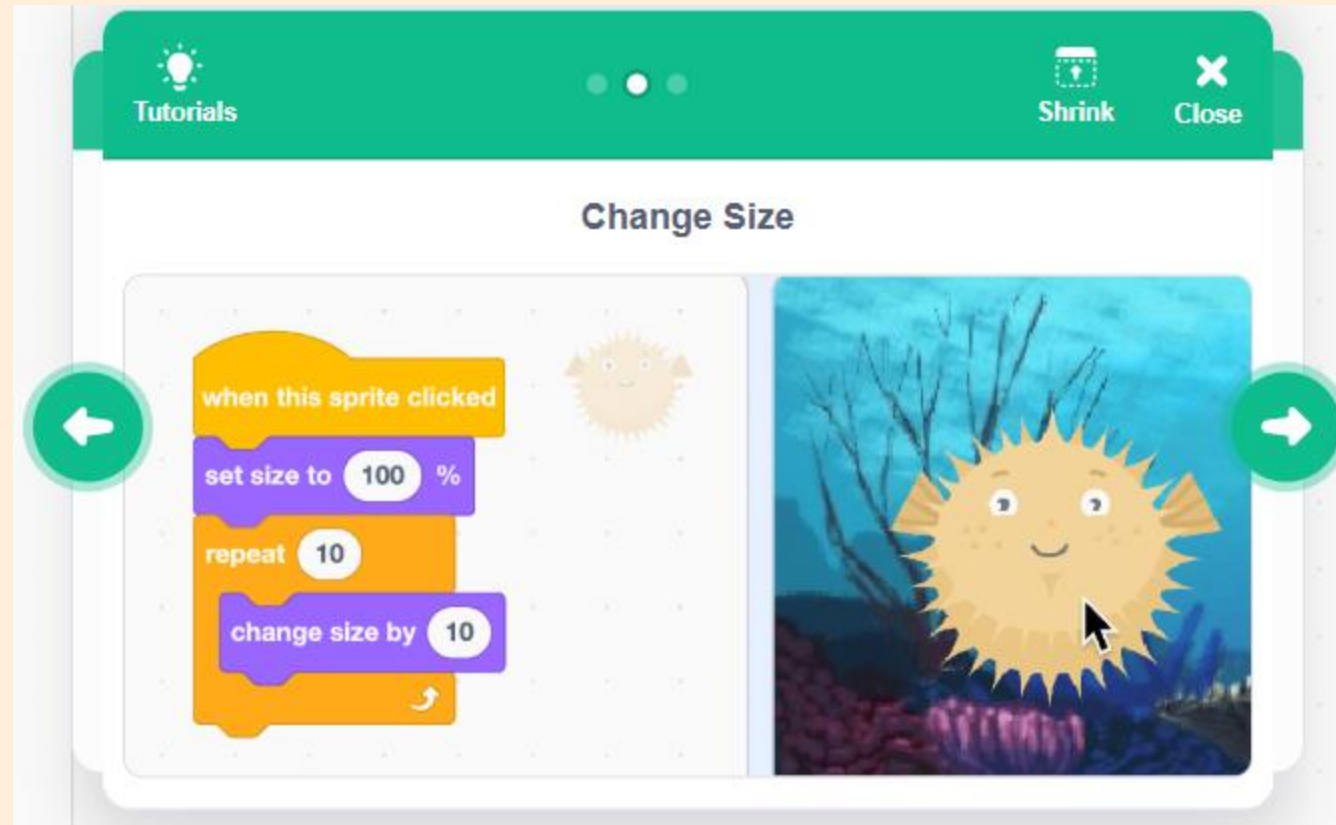 Tutorials
Shrink
Close
Change Size
when this sprite clicked
set size to 100 %
repeat 10
change size by 10